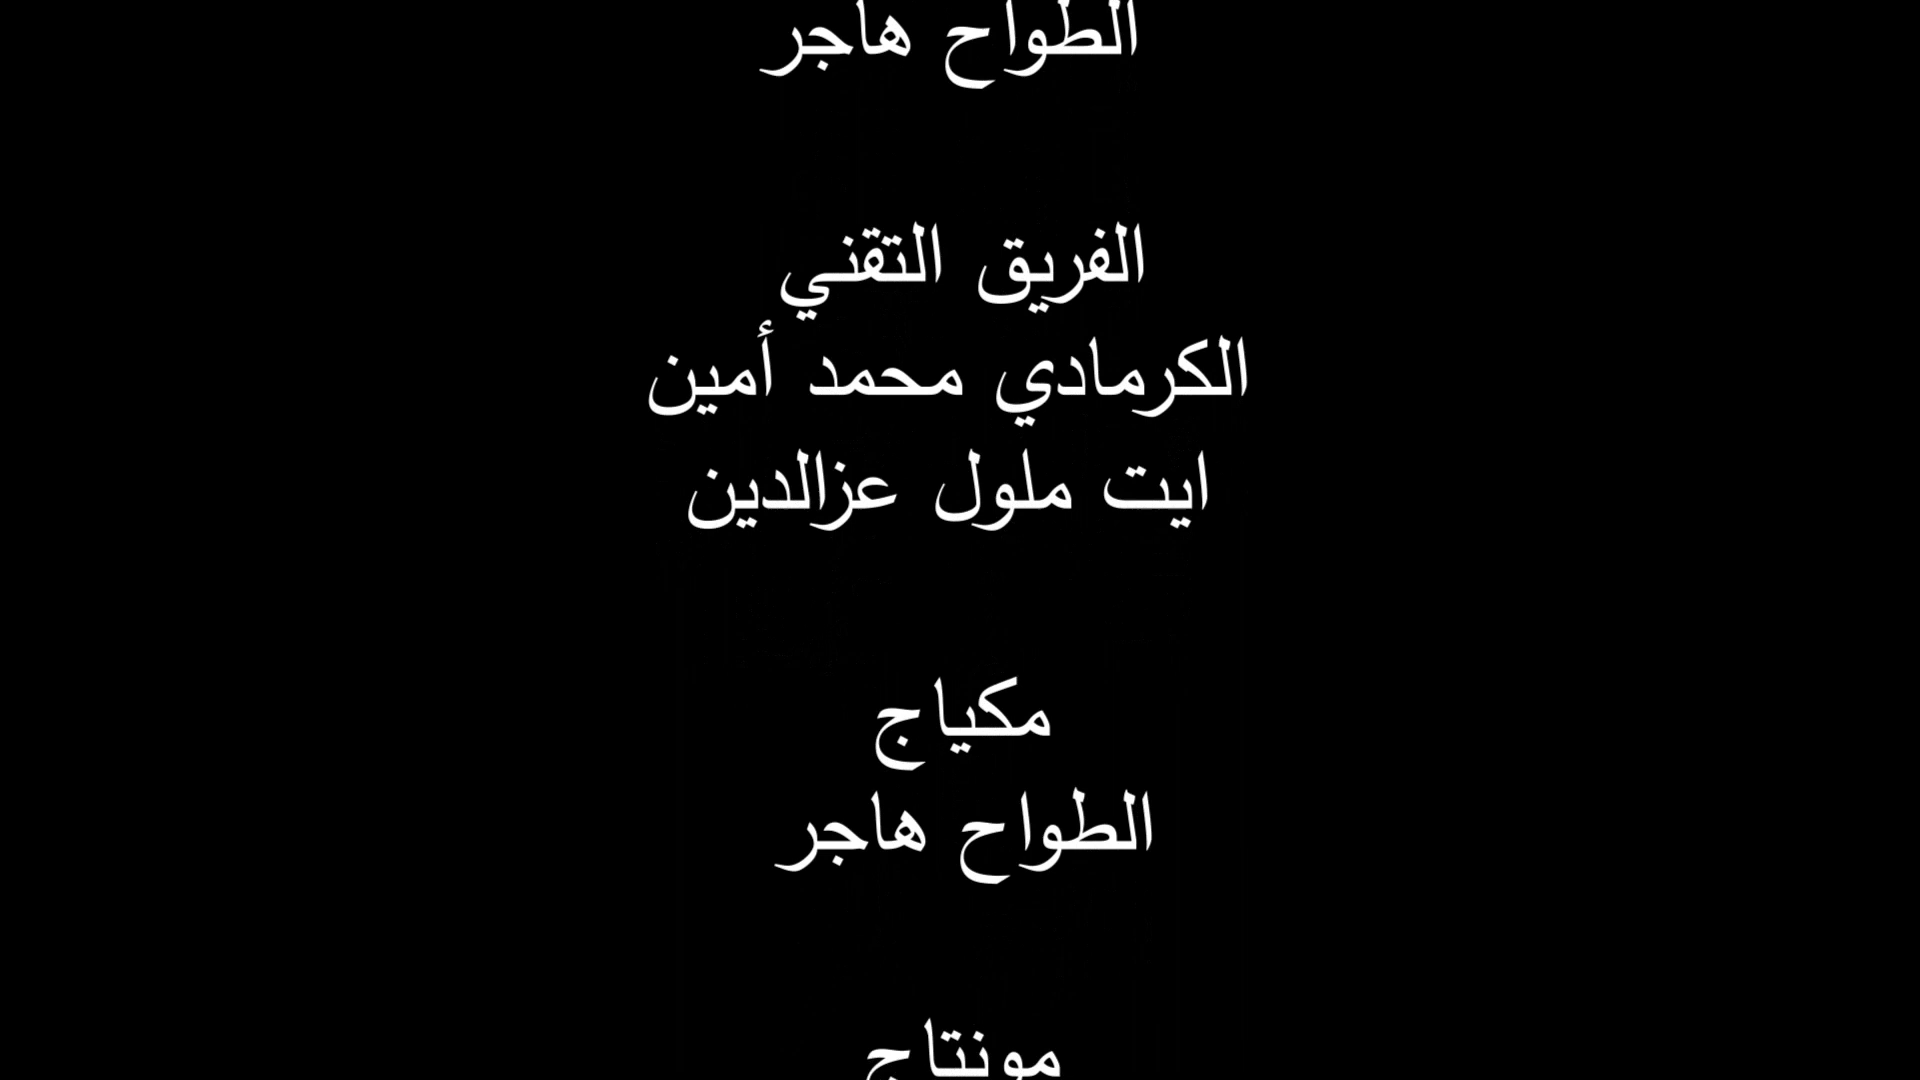 الطواح هاجر
الفريق التقني
الكرمادي محمد أمين
ايت ملول عزالدين
مكياج
الطواح هاجر
مونتاج